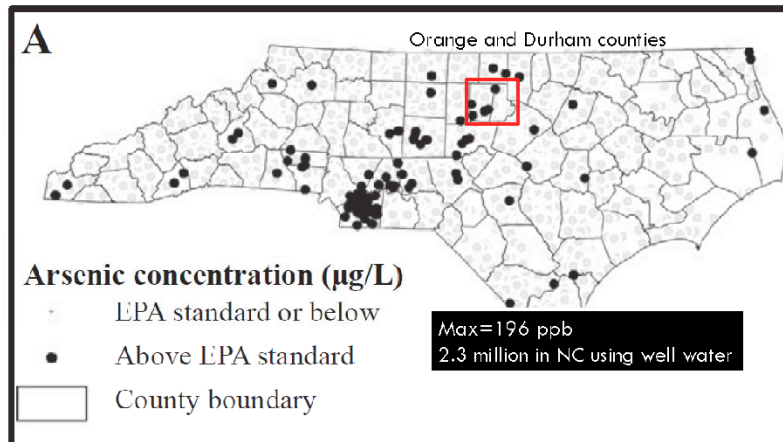 A
Orange and Durham counties
Arsenic concentration (µg/L)
EPA standard or below
Above EPA standard
County boundary
Max=196 ppb
2.3 million in NC using well water